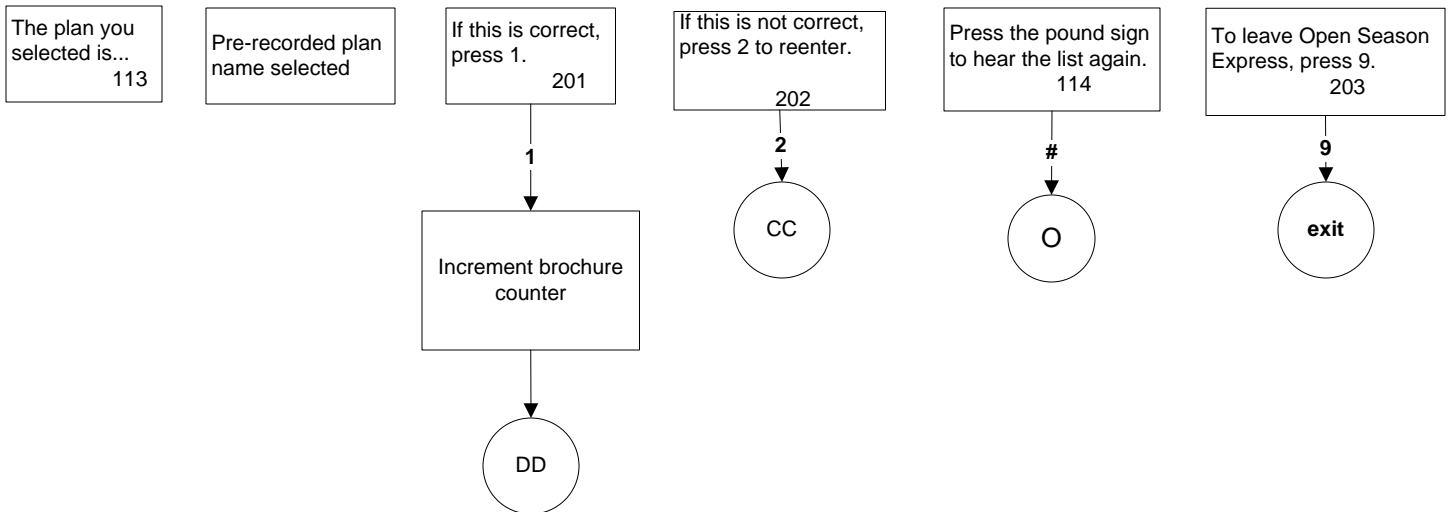 The plan you
selected is...
113
Pre-recorded plan
name selected
If this is correct,
press 1.
201
If this is not correct,
press 2 to reenter.
202
Press the pound sign
to hear the list again.
114
To leave Open Season
Express, press 9.
203
1
2
#
9
Increment brochure
counter
CC
O
exit
DD